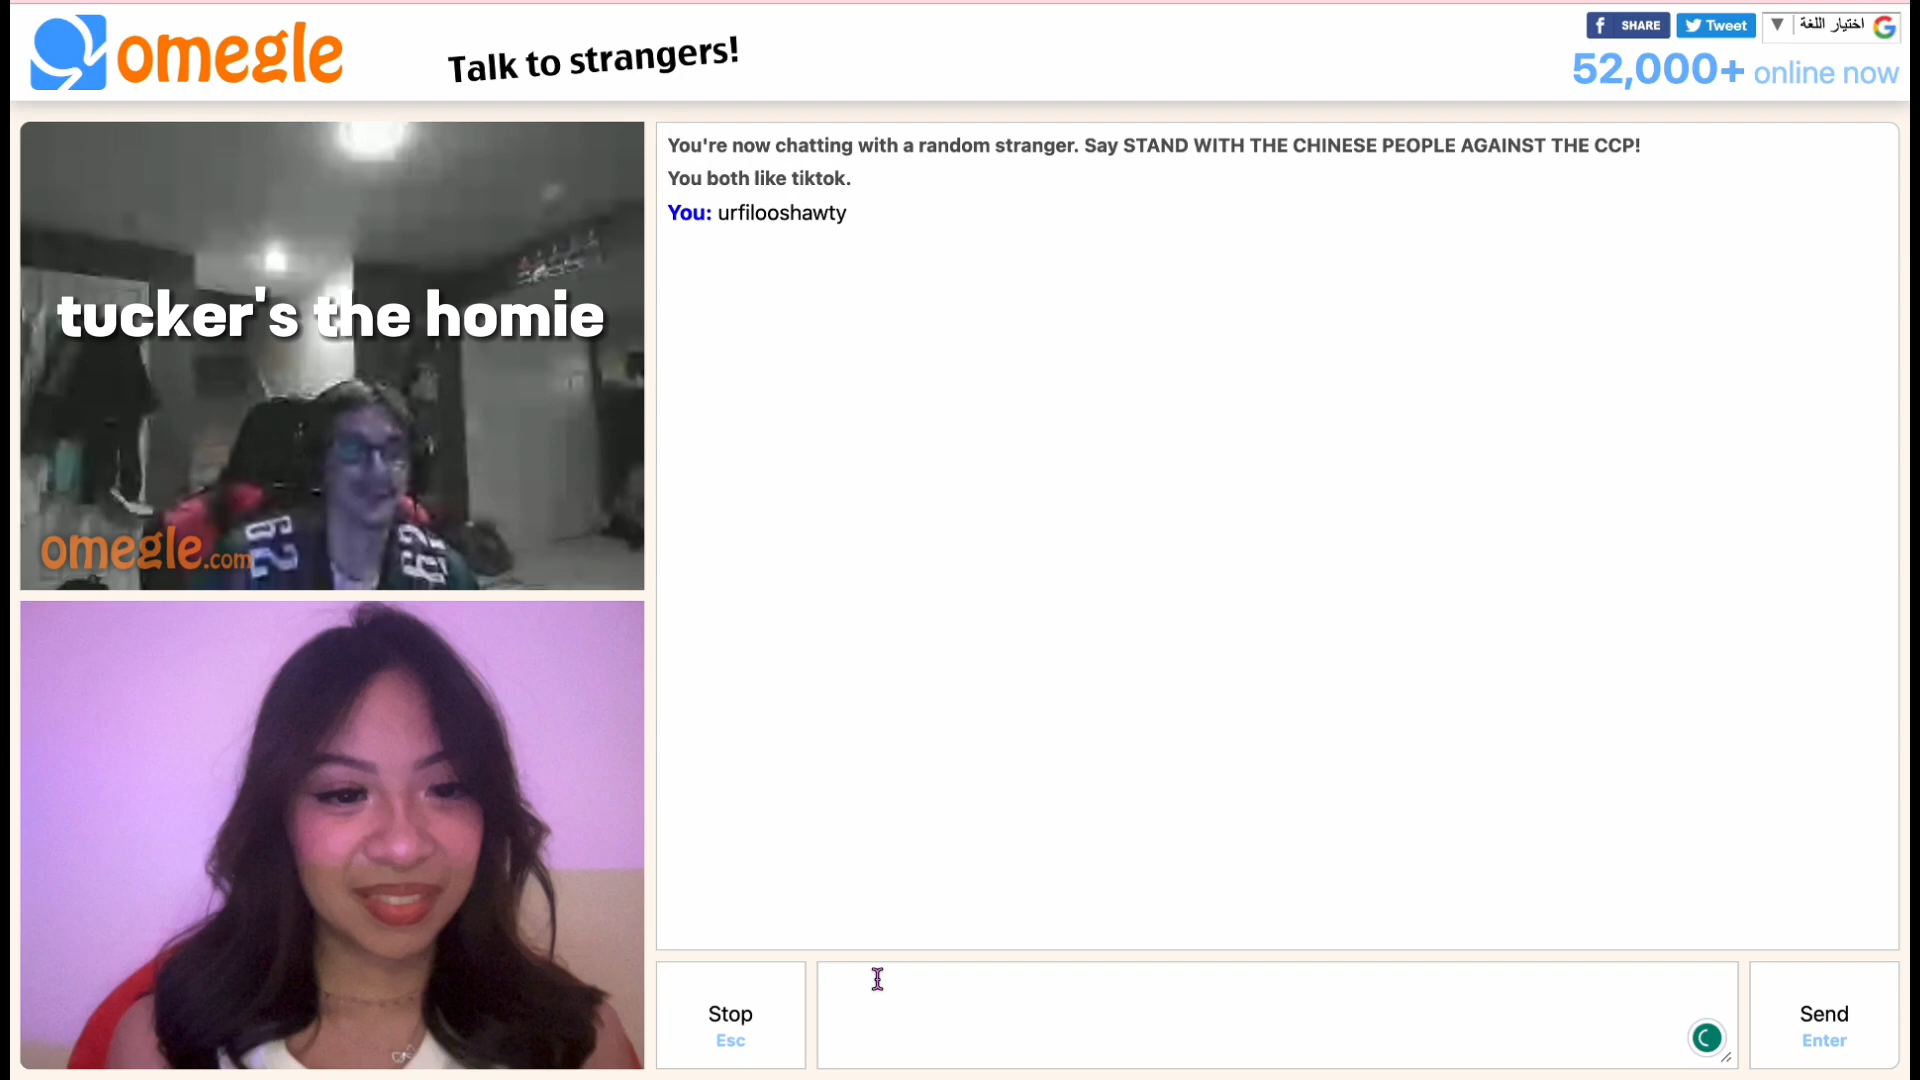 omegle
Talk to strangers!
SHARE
Tweet
اختيار اللغة
52,000+ online now
tucker's the homie
62
omegle.com
You're now chatting with a random stranger. Say STAND WITH THE CHINESE PEOPLE AGAINST THE CCP!
You both like tiktok.
You: urfilooshawty
Stop
Esc
Send
Enter